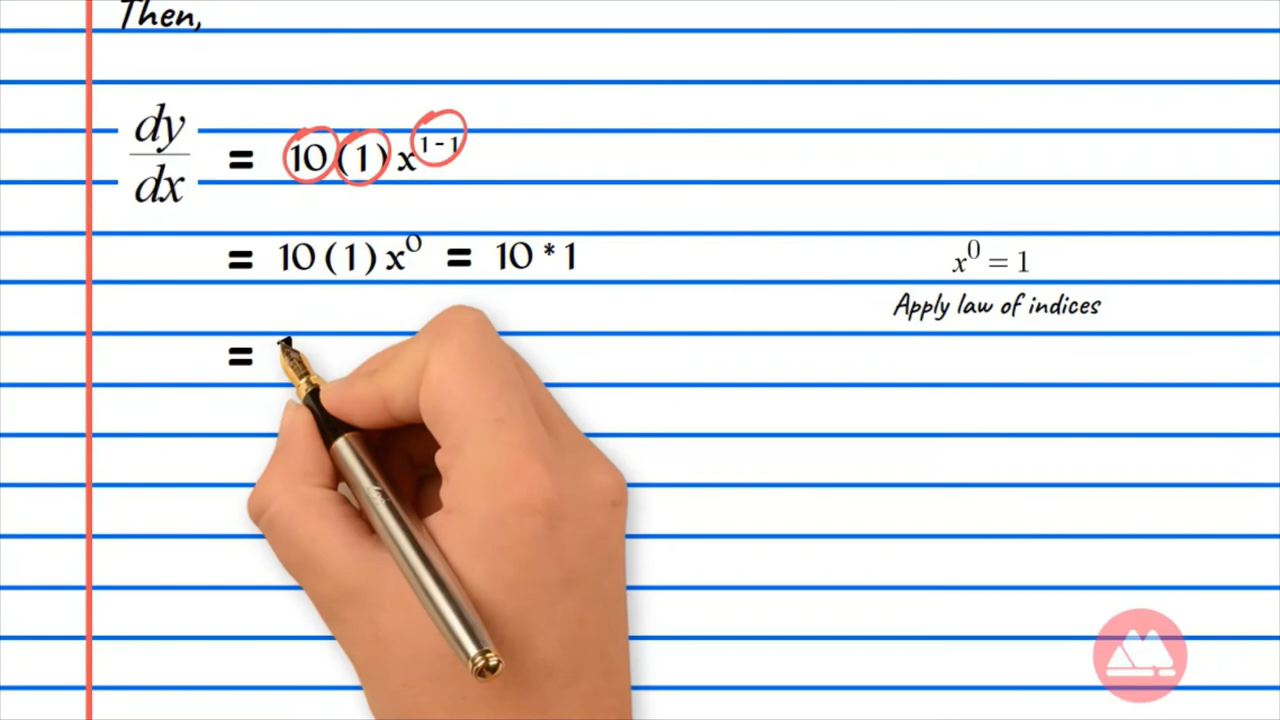 Then,
dy/dx = 10(1)x^{1-1}
= 10(1)x^0 = 10*1
x^0 = 1
Apply law of indices
=